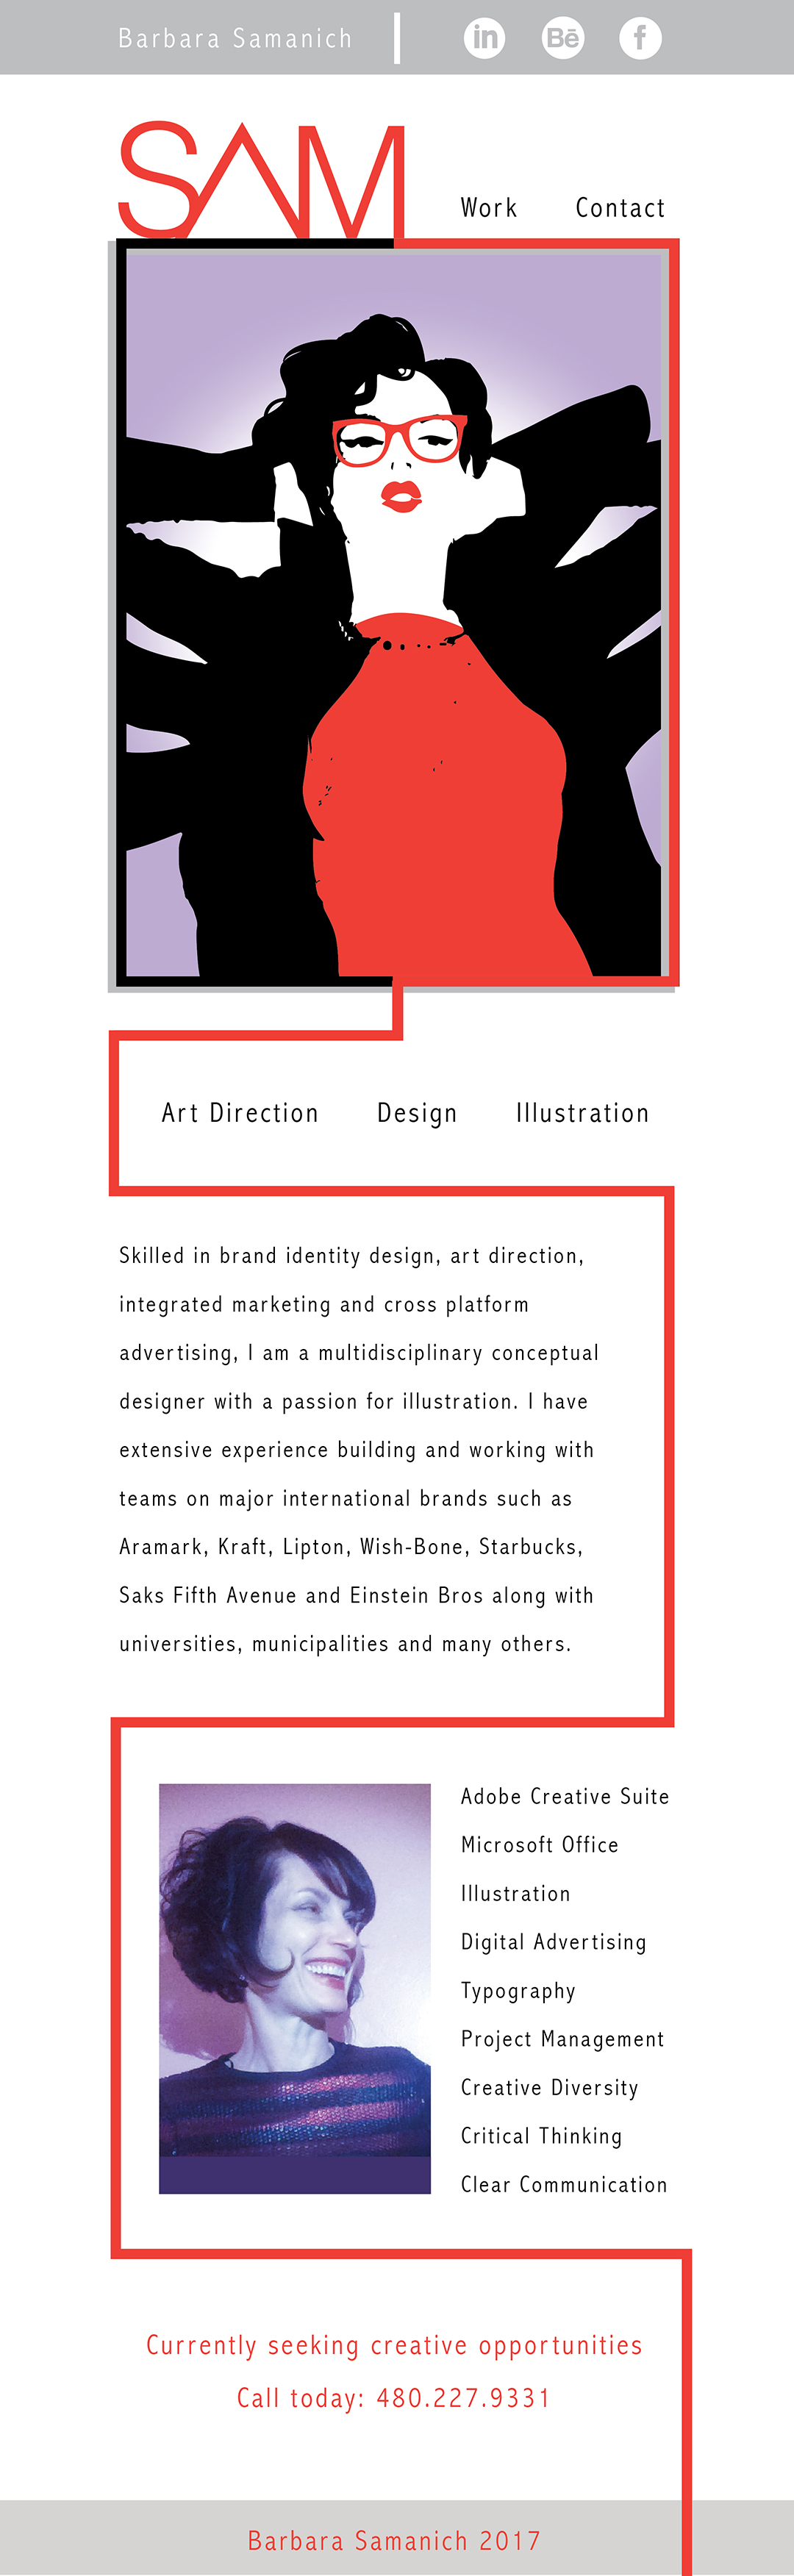 Barbara Samanich
in Bē f
SAM
Work Contact
Art Direction Design Illustration
Skilled in brand identity design, art direction,
integrated marketing and cross platform
advertising, I am a multidisciplinary conceptual
designer with a passion for illustration. I have
extensive experience building and working with
teams on major international brands such as
Aramark, Kraft, Lipton, Wish-Bone, Starbucks,
Saks Fifth Avenue and Einstein Bros along with
universities, municipalities and many others.
Adobe Creative Suite
Microsoft Office
Illustration
Digital Advertising
Typography
Project Management
Creative Diversity
Critical Thinking
Clear Communication
Currently seeking creative opportunities
Call today: 480.227.9331
Barbara Samanich 2017